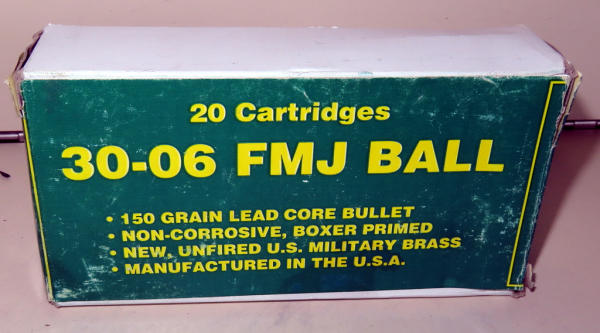 20 Cartridges
30-06 FMJ BALL
• 150 GRAIN LEAD CORE BULLET
• NON-CORROSIVE, BOXER PRIMED
• NEW, UNFIRED U.S. MILITARY BRASS
• MANUFACTURED IN THE U.S.A.